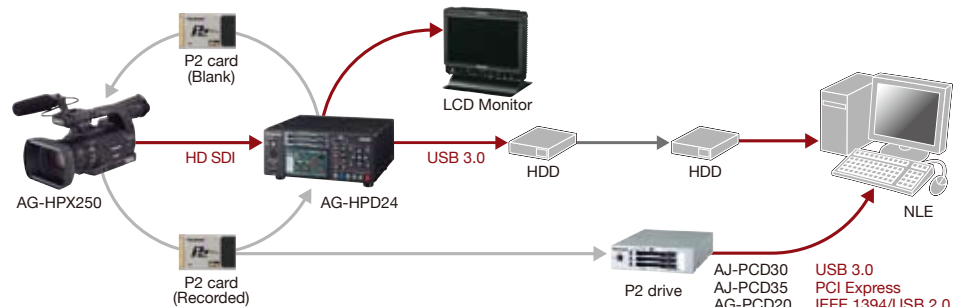 P2 card
(Blank)
LCD Monitor
HD SDI
USB 3.0
HDD
HDD
AG-HPX250
AG-HPD24
NLE
P2 card
(Recorded)
P2 drive
AJ-PCD30 USB 3.0
AJ-PCD35 PCI Express
AG-PCD20 IEEE 1394/USB 2.0